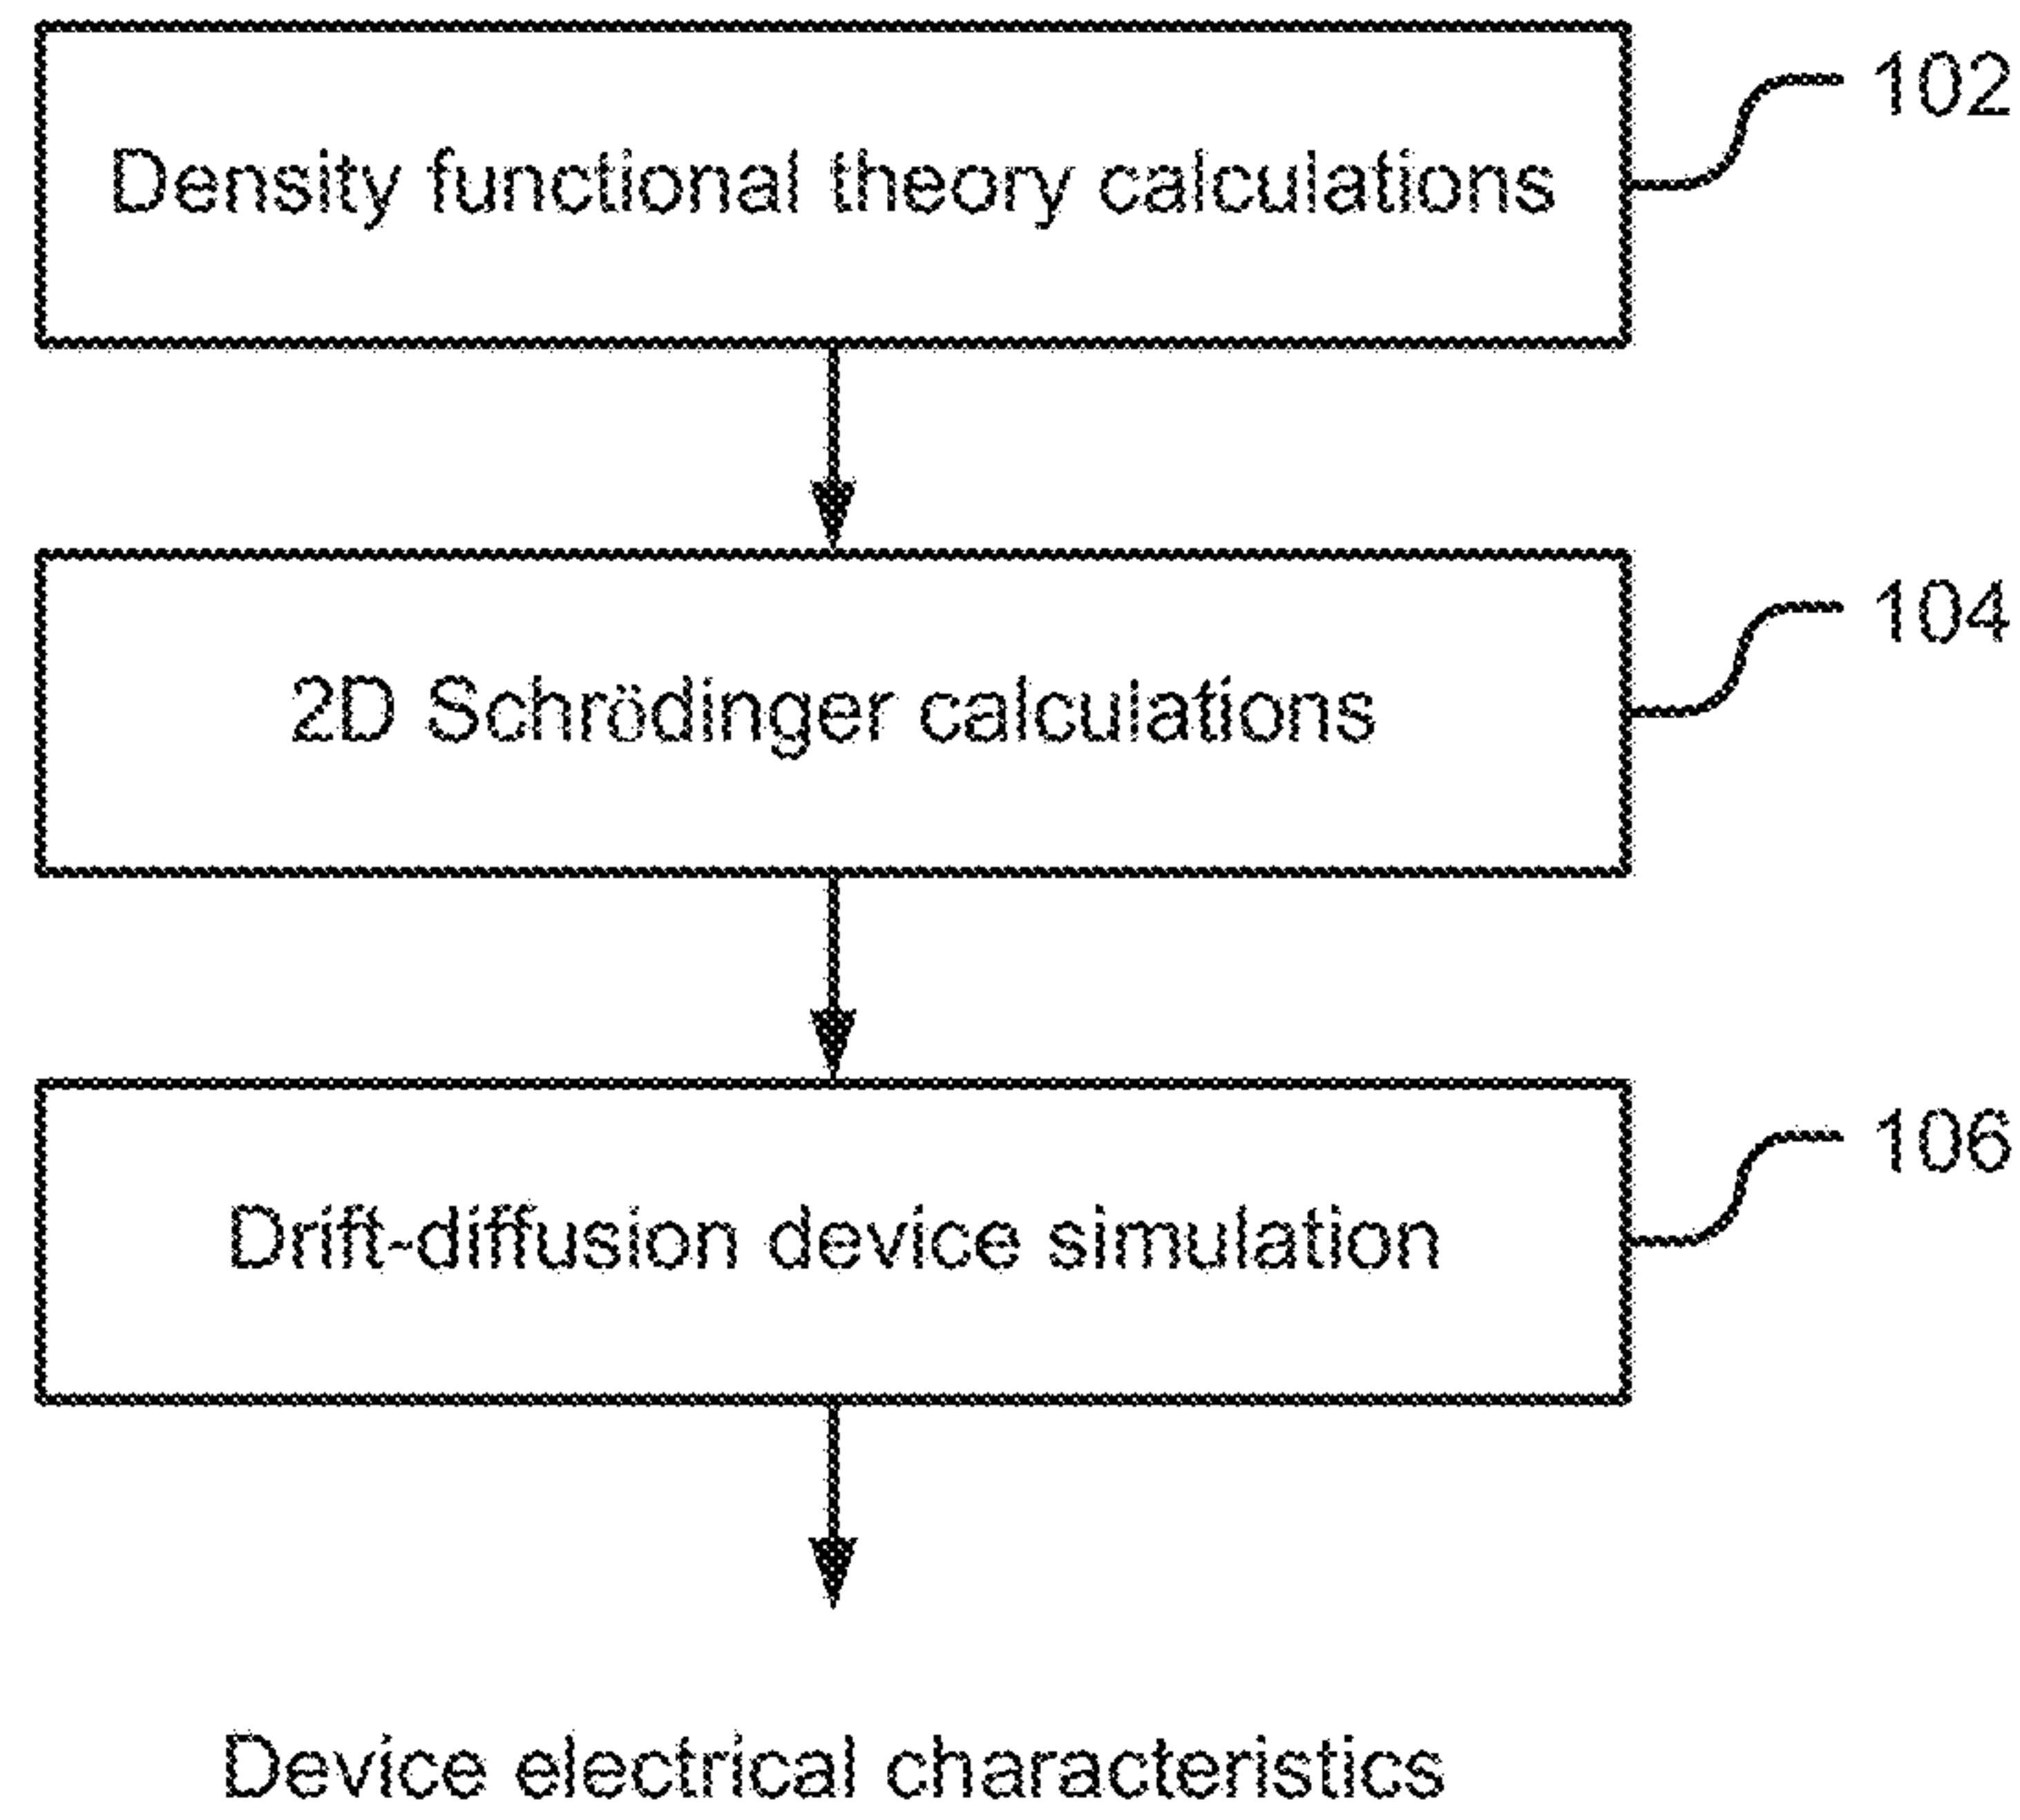 102
Density functional theory calculations
104
2D Schrödinger calculations
106
Drift-diffusion device simulation
Device electrical characteristics